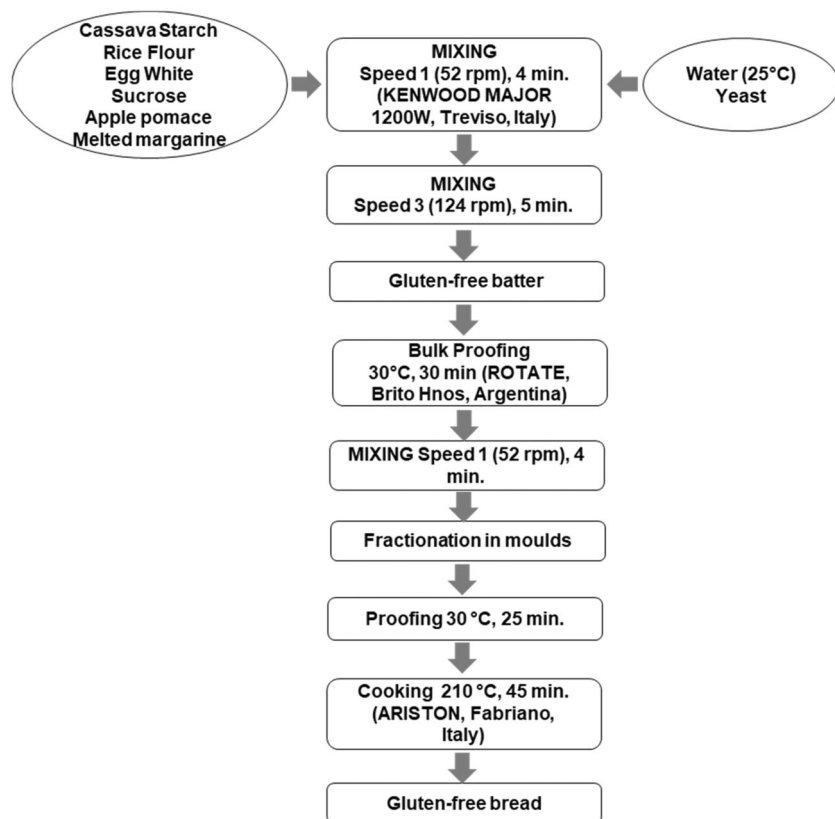 Cassava Starch
Rice Flour
Egg White
Sucrose
Apple pomace
Melted margarine
MIXING
Speed 1 (52 rpm), 4 min.
(KENWOOD MAJOR
1200W, Treviso, Italy)
Water (25°C)
Yeast
MIXING
Speed 3 (124 rpm), 5 min.
Gluten-free batter
Bulk Proofing
30°C, 30 min (ROTATE,
Brito Hnos, Argentina)
MIXING Speed 1 (52 rpm), 4
min.
Fractionation in moulds
Proofing 30 °C, 25 min.
Cooking 210 °C, 45 min.
(ARISTON, Fabriano,
Italy)
Gluten-free bread